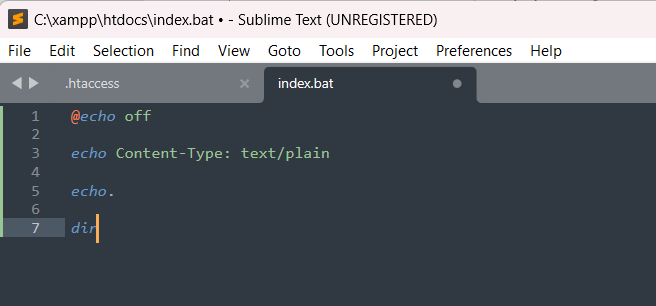 C:\xampp\htdocs\index.bat • - Sublime Text (UNREGISTERED)
File Edit Selection Find View Goto Tools Project Preferences Help
.htaccess index.bat
1 @echo off
2
3 echo Content-Type: text/plain
4
5 echo.
6
7 dir